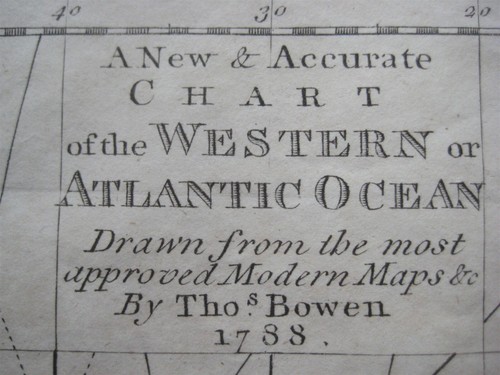 40 30 20
A New & Accurate
CHART
of the WESTERN or
ATLANTIC OCEAN
Drawn from the most
approved Modern Maps &c
By Tho.s Bowen
1788.